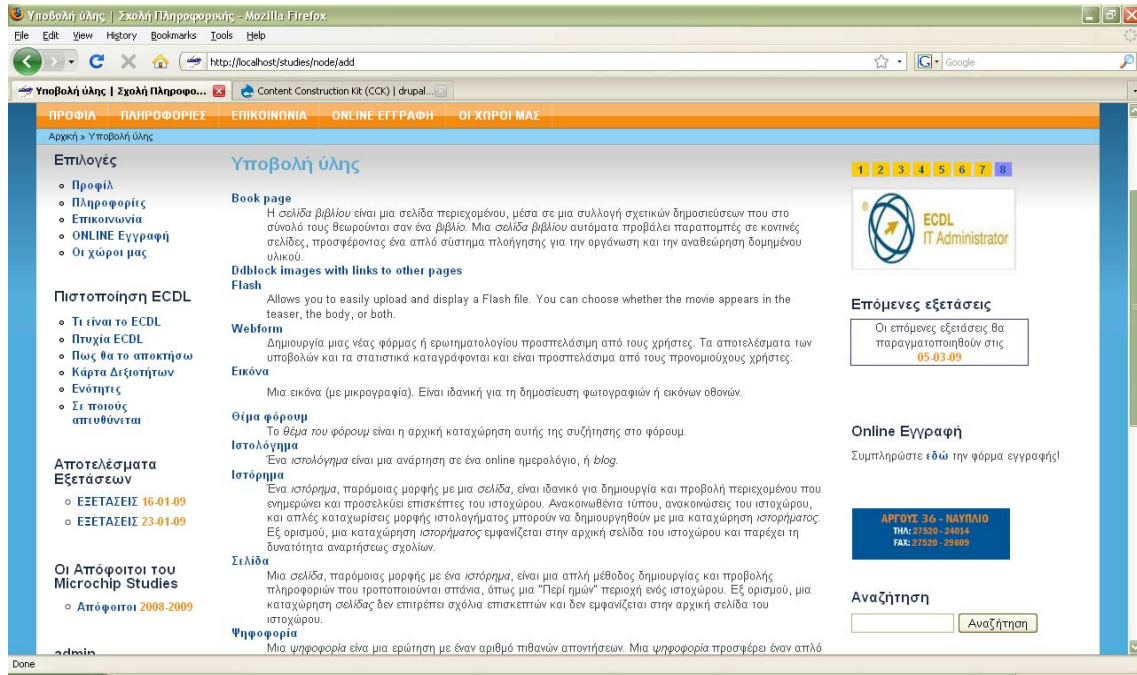 Υποβολή ύλης | Σχολή Πληροφορικής - Mozilla Firefox
File Edit View History Bookmarks Tools Help
http://localhost/studies/node/add
Google
Υποβολή ύλης | Σχολή Πληροφο...
Content Construction Kit (CCK) | drupal...
ΠΡΟΦΙΛ ΠΛΗΡΟΦΟΡΙΕΣ ΕΠΙΚΟΙΝΩΝΙΑ ONLINE ΕΓΓΡΑΦΗ ΟΙ ΧΩΡΟΙ ΜΑΣ
Αρχική » Υποβολή ύλης
Επιλογές
Προφίλ
Πληροφορίες
Επικοινωνία
ONLINE Εγγραφή
Οι χώροι μας
Πιστοποίηση ECDL
Τι είναι το ECDL
Πτυχία ECDL
Πως θα το αποκτήσω
Κάρτα Δεξιοτήτων
Ενότητες
Σε ποιούς
απευθύνεται
Αποτελέσματα
Εξετάσεων
ΕΞΕΤΑΣΕΙΣ 16-01-09
ΕΞΕΤΑΣΕΙΣ 23-01-09
Οι Απόφοιτοι του
Microchip Studies
Απόφοιτοι 2008-2009
admin
Υποβολή ύλης
Book page
Η σελίδα βιβλίου είναι μια σελίδα περιεχομένου, μέσα σε μια συλλογή σχετικών δημοσιεύσεων που στο
σύνολό τους θεωρούνται σαν ένα βιβλίο. Μια σελίδα βιβλίου αυτόματα προβάλει παραπομπές σε κοντινές
σελίδες, προσφέροντας ένα απλό σύστημα πλοήγησης για την οργάνωση και την αναθεώρηση δομημένου
υλικού.
Ddblock images with links to other pages
Flash
Allows you to easily upload and display a Flash file. You can choose whether the movie appears in the
teaser, the body, or both.
Webform
Δημιουργία μιας νέας φόρμας ή ερωτηματολογίου προσπελάσιμη από τους χρήστες. Τα αποτελέσματα των
υποβολών και τα στατιστικά καταγράφονται και είναι προσπελάσιμα από τους προνομιούχους χρήστες.
Εικόνα
Μια εικόνα (με μικρογραφία). Είναι ιδανική για τη δημοσίευση φωτογραφιών ή εικόνων οθονών.
Θέμα φόρουμ
Το θέμα του φόρουμ είναι η αρχική καταχώρηση αυτής της συζήτησης στο φόρουμ.
Ιστολόγημα
Ένα ιστολόγημα είναι μια ανάρτηση σε ένα online ημερολόγιο, ή blog.
Ιστόρημα
Ένα ιστόρημα, παρόμοιας μορφής με μια σελίδα, είναι ιδανικό για δημιουργία και προβολή περιεχομένου που
ενημερώνει και προσελκύει επισκέπτες του ιστοχώρου. Ανακοινωθέντα τύπου, ανακοινώσεις του ιστοχώρου,
και απλές καταχωρίσεις μορφής ιστολογήματος μπορούν να δημιουργηθούν με μια καταχώρηση ιστορήματος.
Εξ ορισμού, μια καταχώρηση ιστορήματος εμφανίζεται στην αρχική σελίδα του ιστοχώρου και παρέχει τη
δυνατότητα αναρτήσεως σχολίων.
Σελίδα
Μια σελίδα, παρόμοιας μορφής με ένα ιστόρημα, είναι μια απλή μέθοδος δημιουργίας και προβολής
πληροφοριών που τροποποιούνται σπάνια, όπως μια "Περί ημών" περιοχή ενός ιστοχώρου. Εξ ορισμού, μια
καταχώρηση σελίδας δεν επιτρέπει σχόλια επισκεπτών και δεν εμφανίζεται στην αρχική σελίδα του
ιστοχώρου.
Ψηφοφορία
Μια ψηφοφορία είνα μια ερώτηση με έναν αριθμό πιθανών απαντήσεων. Μια ψηφοφορία προσφέρει έναν απλό
1 2 3 4 5 6 7 8
ECDL
IT Administrator
Επόμενες εξετάσεις
Οι επόμενες εξετάσεις θα
παραγματοποιηθούν στις
05-03-09
Online Εγγραφή
Συμπληρώστε εδώ την φόρμα εγγραφής!
ΑΡΓΟΥΣ 36 - ΝΑΥΠΛΙΟ
ΤΗΛ: 27520 - 24014
FAX: 27520 - 29609
Αναζήτηση
Αναζήτηση
Done